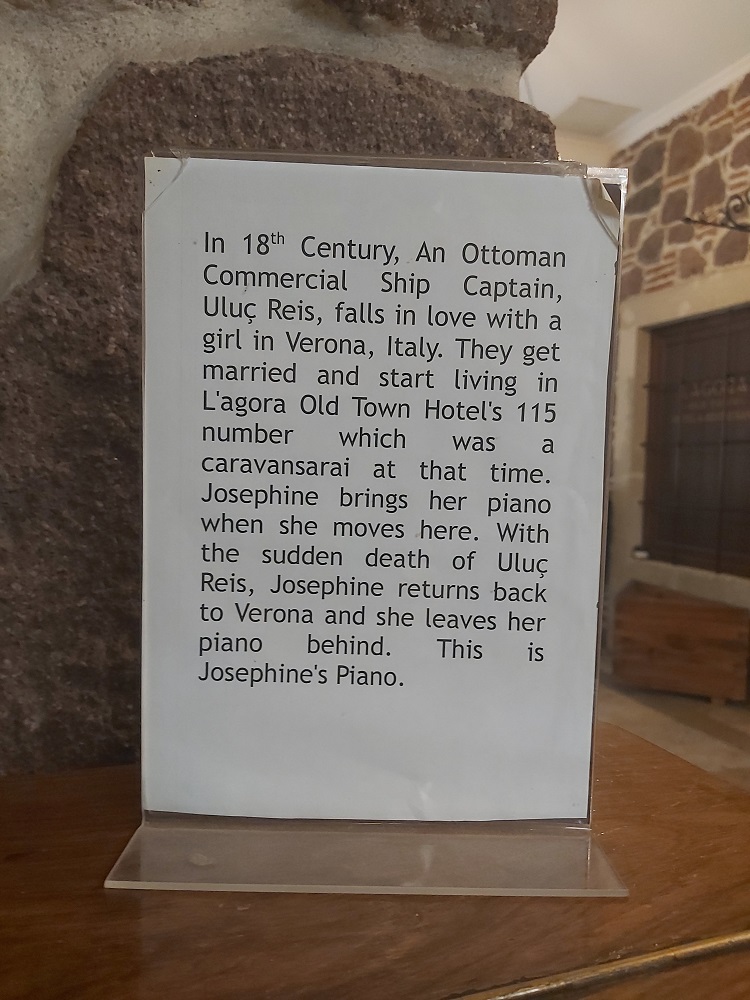 In 18th Century, An Ottoman
Commercial Ship Captain,
Uluç Reis, falls in love with a
girl in Verona, Italy. They get
married and start living in
L'agora Old Town Hotel's 115
number which was a
caravansarai at that time.
Josephine brings her piano
when she moves here. With
the sudden death of Uluç
Reis, Josephine returns back
to Verona and she leaves her
piano behind. This is
Josephine's Piano.